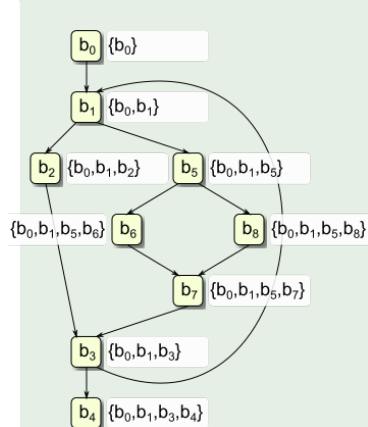 b₀ {b₀}
b₁ {b₀,b₁}
b₂ {b₀,b₁,b₂} b₅ {b₀,b₁,b₅}
{b₀,b₁,b₅,b₆} b₆ b₈ {b₀,b₁,b₅,b₈}
b₇ {b₀,b₁,b₅,b₇}
b₃ {b₀,b₁,b₃}
b₄ {b₀,b₁,b₃,b₄}